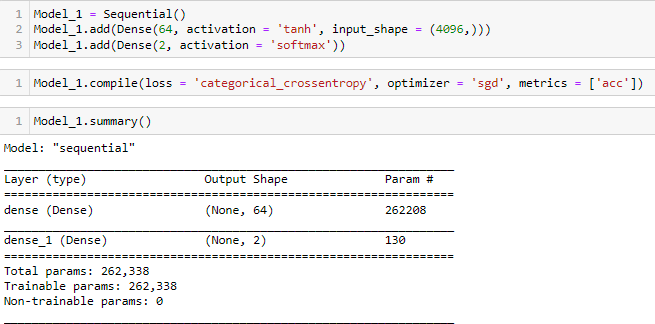 1 Model_1 = Sequential()
2 Model_1.add(Dense(64, activation = 'tanh', input_shape = (4096,)))
3 Model_1.add(Dense(2, activation = 'softmax'))
1 Model_1.compile(loss = 'categorical_crossentropy', optimizer = 'sgd', metrics = ['acc'])
1 Model_1.summary()
Model: "sequential"
Layer (type) Output Shape Param #
dense (Dense) (None, 64) 262208
dense_1 (Dense) (None, 2) 130
Total params: 262,338
Trainable params: 262,338
Non-trainable params: 0